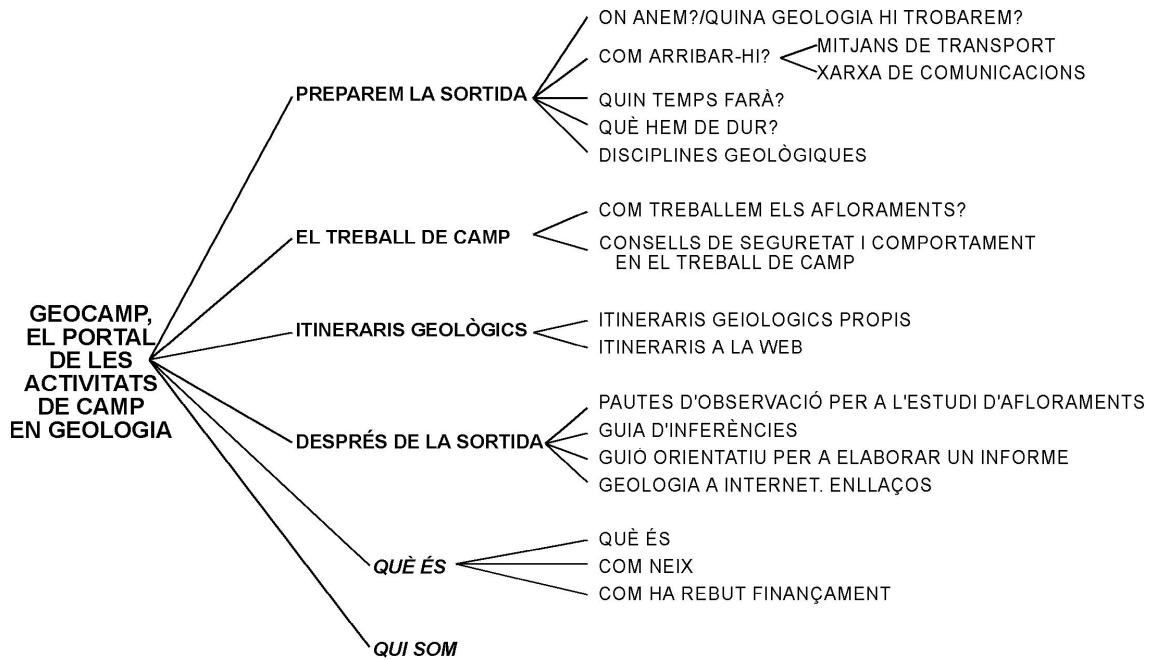 GEOCAMP,
EL PORTAL
DE LES
ACTIVITATS
DE CAMP
EN GEOLOGIA
PREPAREM LA SORTIDA
ON ANEM?/QUINA GEOLOGIA HI TROBAREM?
COM ARRIBAR-HI?
MITJANS DE TRANSPORT
XARXA DE COMUNICACIONS
QUIN TEMPS FARÀ?
QUÈ HEM DE DUR?
DISCIPLINES GEOLÒGIQUES
EL TREBALL DE CAMP
COM TREBALLEM ELS AFLORAMENTS?
CONSELLS DE SEGURETAT I COMPORTAMENT
EN EL TREBALL DE CAMP
ITINERARIS GEOLÒGICS
ITINERARIS GEIOLOGICS PROPIS
ITINERARIS A LA WEB
DESPRÉS DE LA SORTIDA
PAUTES D'OBSERVACIÓ PER A L'ESTUDI D'AFLORAMENTS
GUIA D'INFERÈNCIES
GUIÓ ORIENTATIU PER A ELABORAR UN INFORME
GEOLOGIA A INTERNET. ENLLAÇOS
QUÈ ÉS
QUÈ ÉS
COM NEIX
COM HA REBUT FINANÇAMENT
QUI SOM